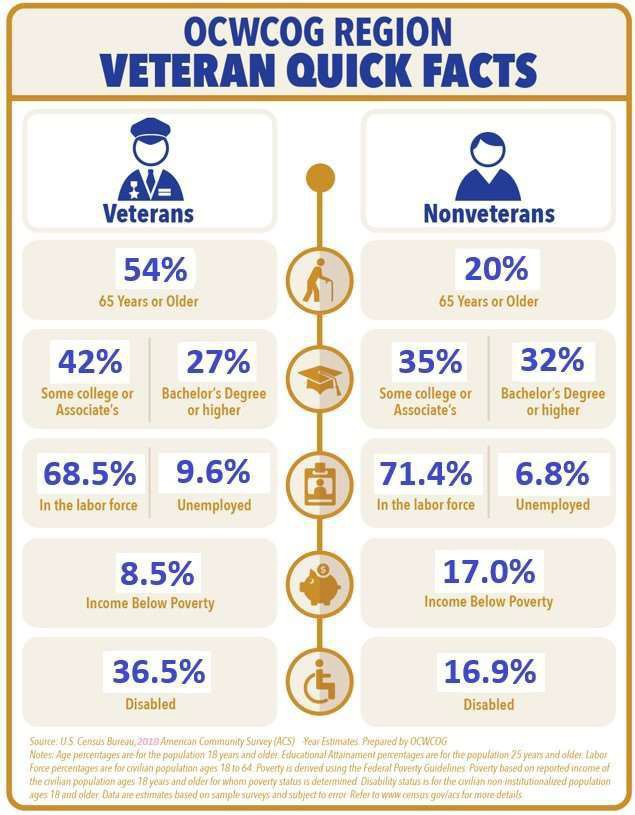 OCWCOG REGION
VETERAN QUICK FACTS
Veterans
Nonveterans
54%
65 Years or Older
20%
65 Years or Older
42%
Some college or
Associate's
27%
Bachelor's Degree
or higher
35%
Some college or
Associate's
32%
Bachelor's Degree
or higher
68.5%
In the labor force
9.6%
Unemployed
71.4%
In the labor force
6.8%
Unemployed
8.5%
Income Below Poverty
17.0%
Income Below Poverty
$
36.5%
Disabled
16.9%
Disabled
Source: U.S. Census Bureau, 2018 American Community Survey (ACS) -Year Estimates. Prepared by OCWCOG
Notes: Age percentages are for the population 18 years and older. Educational Attainament percentages are for the population 25 years and older. Labor
Force percentages are for civilian population ages 18 to 64. Poverty is derived using the Federal Poverty Guidelines. Poverty based on reported income of
the civilian population ages 18 years and older for whom poverty status is determined. Disability status is for the civilian non-institutionalized population
ages 18 and older. Data are estimates based on sample surveys and subject to error. Refer to www.census.gov/acs for more details.